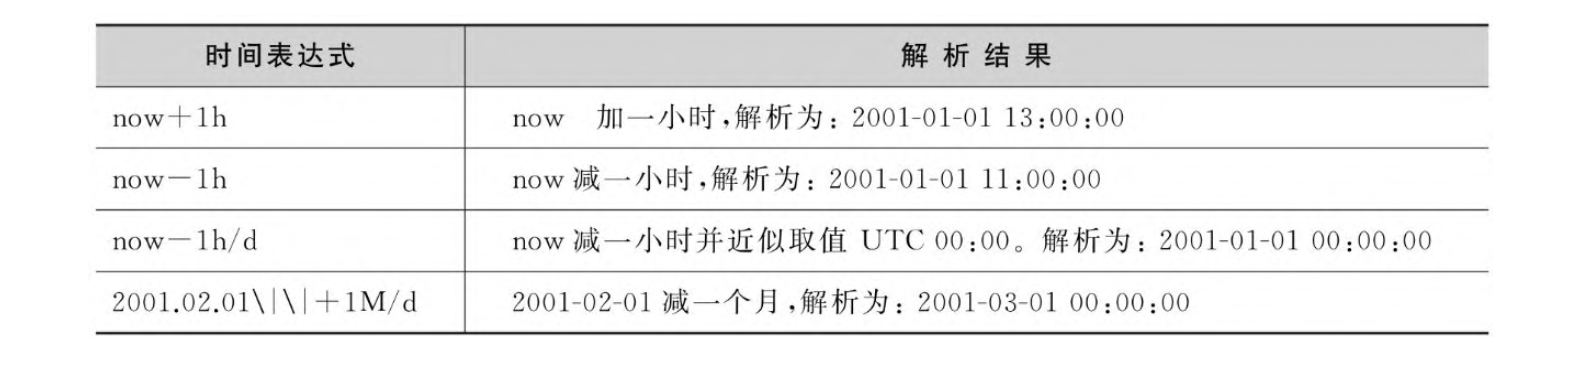 时间表达式 解析结果
now+1h now 加一小时,解析为: 2001-01-01 13:00:00
now-1h now 减一小时,解析为: 2001-01-01 11:00:00
now-1h/d now 减一小时并近似取值 UTC 00:00。解析为: 2001-01-01 00:00:00
2001.02.01\|\|+1M/d 2001-02-01 减一个月,解析为: 2001-03-01 00:00:00